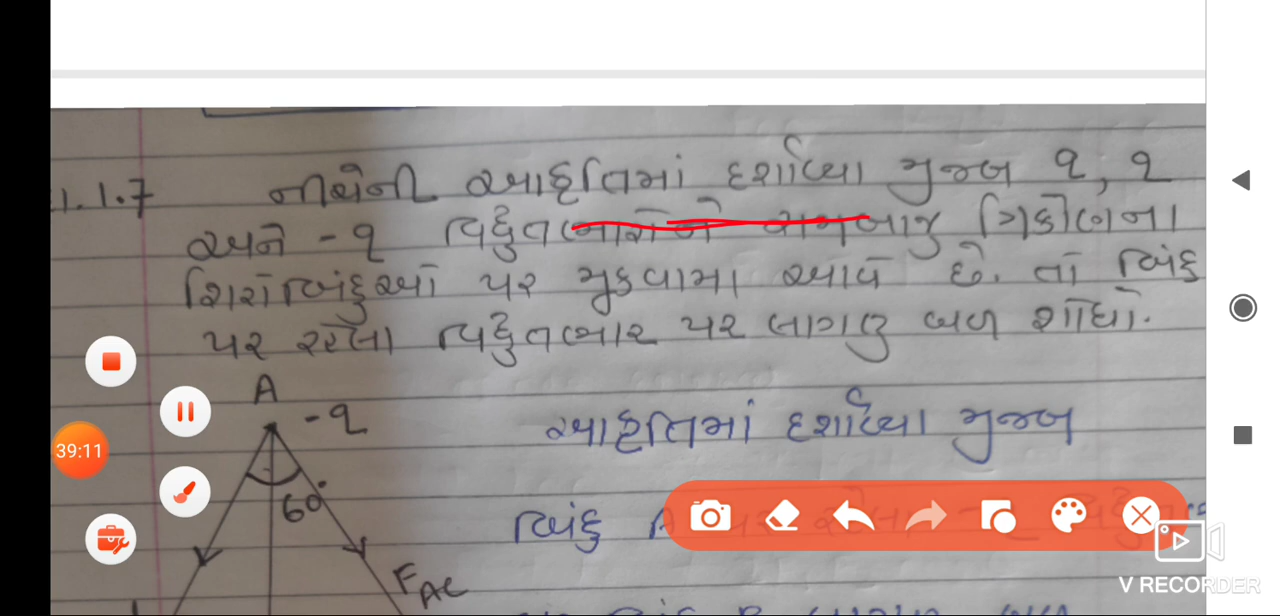 1.1.7 નીચેની આકૃતિમાં દર્શાવ્યા મુજબ q, q
અને -q વિદ્યુતભારોને સમબાજુ ત્રિકોણના
શિરોબિંદુઓ પર મુકવામા આવે છે. તો બિંદુ
પર રહેલા વિદ્યુતભાર પર લાગતુ બળ શોધો.
A
-q
આકૃતિમાં દર્શાવ્યા મુજબ
39:11
60°
બિંદુ A
F_AC
V RECORDER